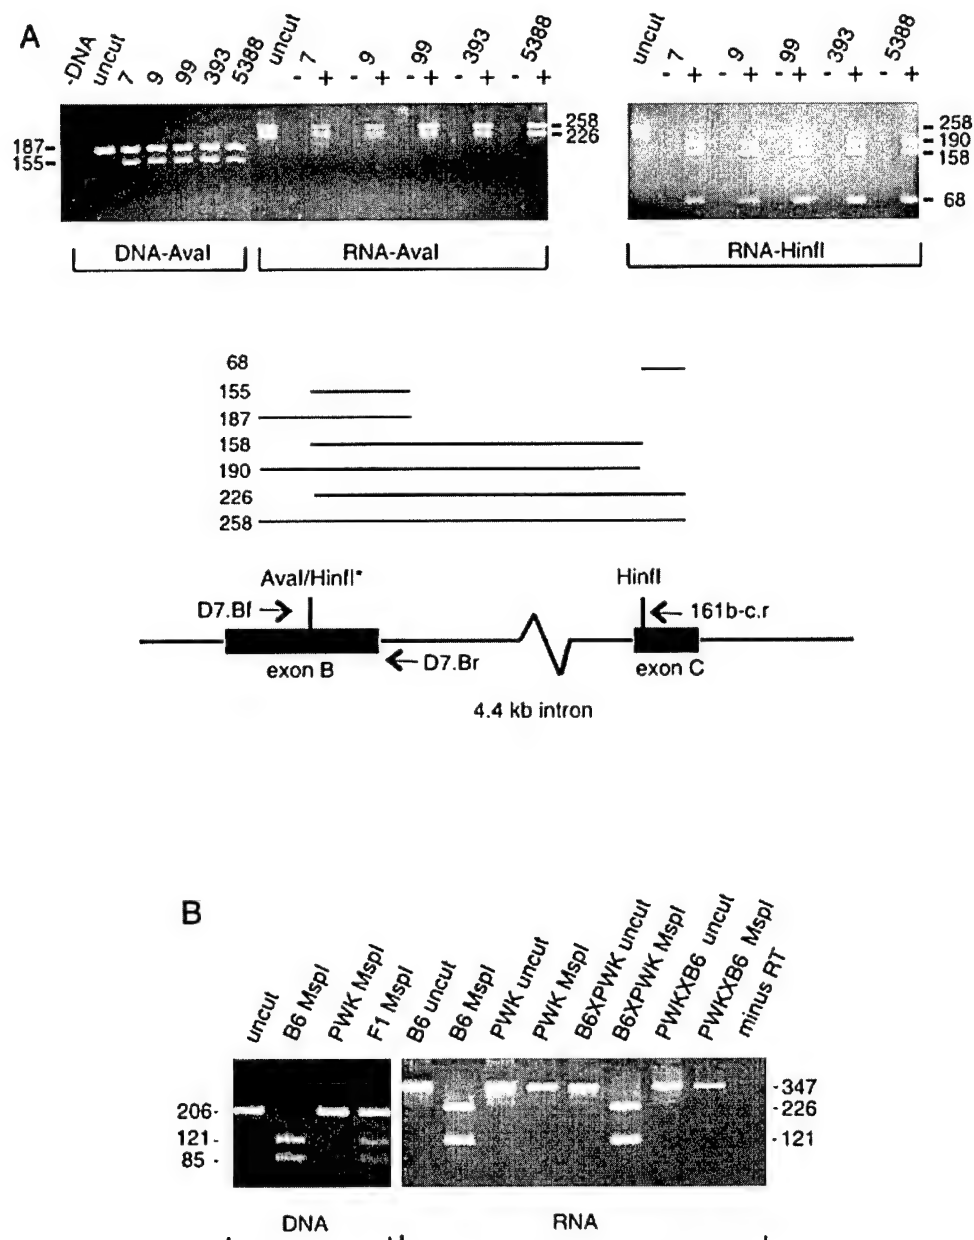 A
-DNA uncut 7 9 99 393 5388 uncut 7 9 99 393 5388
- + - + - + - + - +
187-
155-
258
226
DNA-AvaI
RNA-AvaI
uncut 7 9 99 393 5388
- + - + - + - + - +
258
190
158
68
RNA-HinfI
68
155
187
158
190
226
258
AvaI/HinfI*
HinfI
D7.Bf
161b-c.r
exon B
D7.Br
exon C
4.4 kb intron
B
uncut B6 MspI PWK MspI F1 MspI B6 uncut B6 MspI PWK uncut PWK MspI B6XPWK uncut B6XPWK MspI PWKXB6 uncut PWKXB6 MspI minus RT
206-
121-
85 -
-347
-226
-121
DNA
RNA